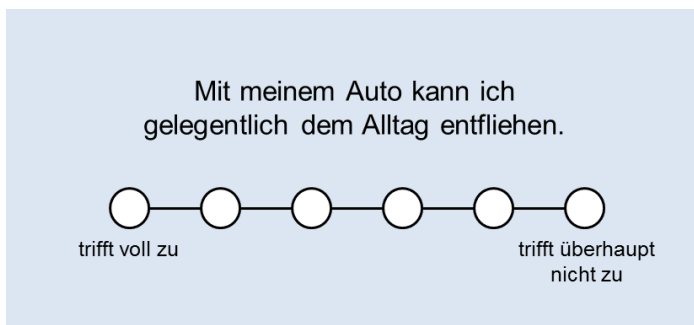 Mit meinem Auto kann ich
gelegentlich dem Alltag entfliehen.
trifft voll zu
trifft überhaupt
nicht zu